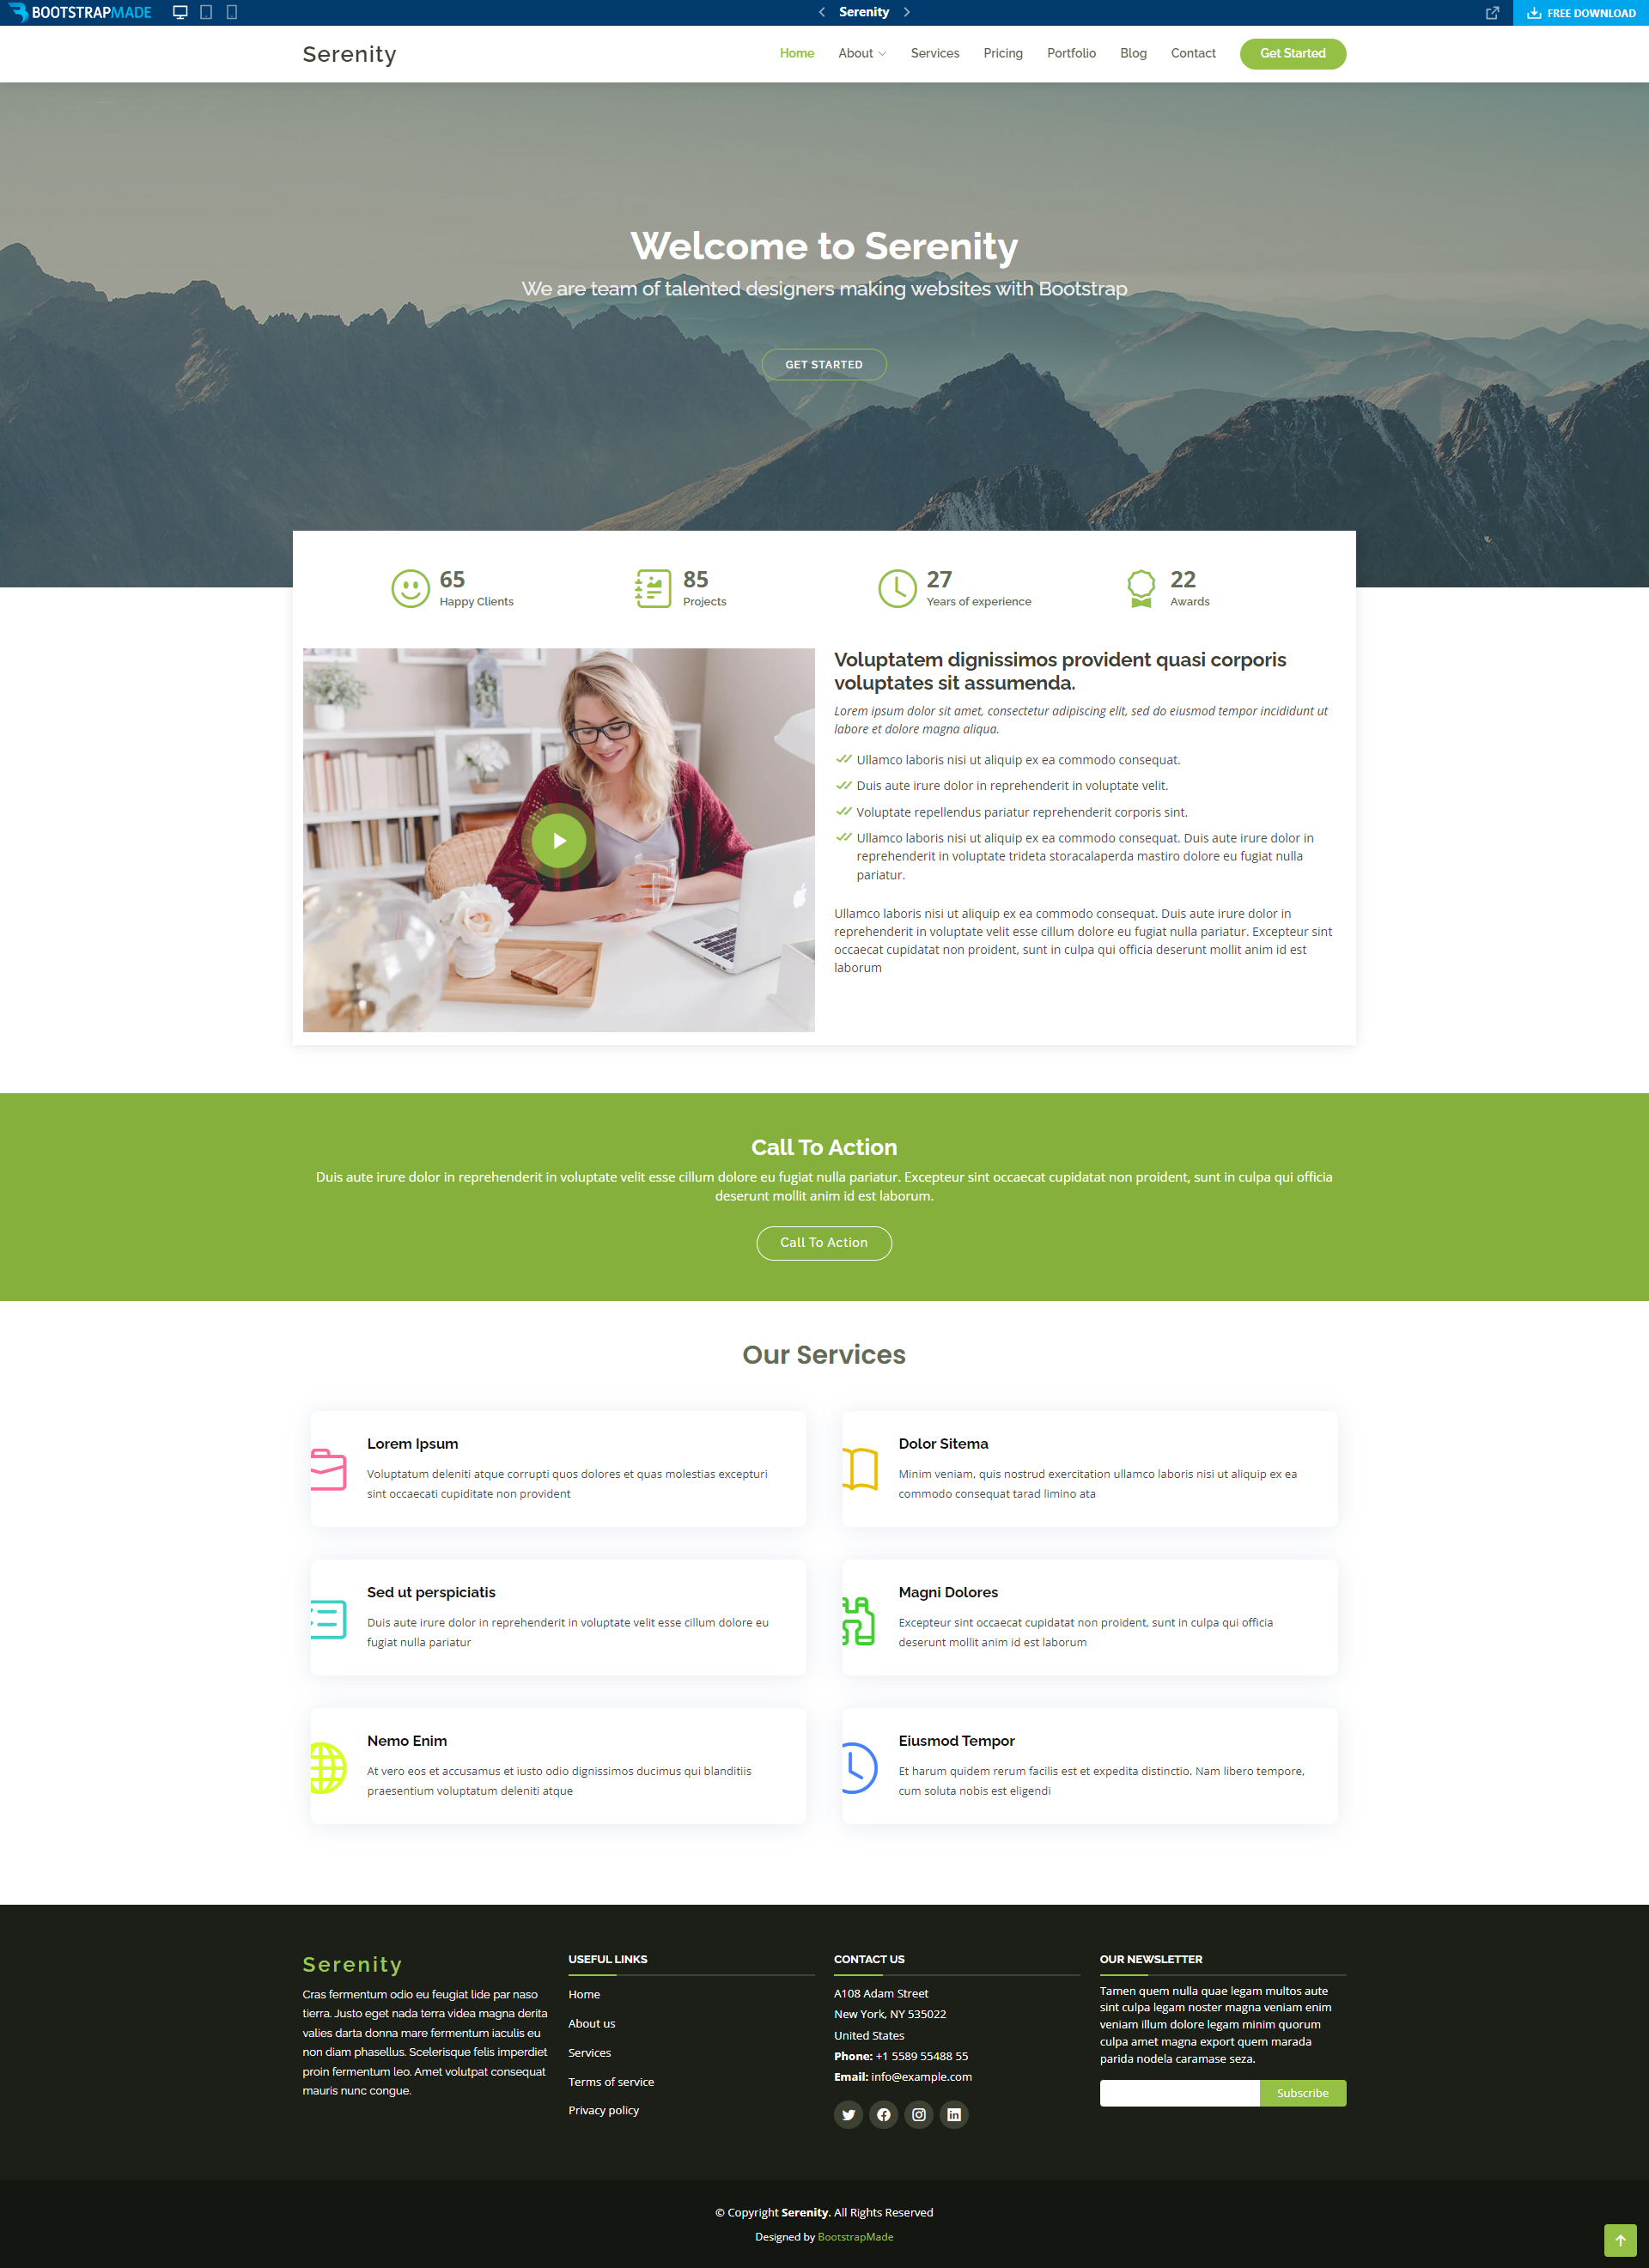 BOOTSTRAPMADE
Serenity
FREE DOWNLOAD
Serenity
Home
About
Services
Pricing
Portfolio
Blog
Contact
Get Started
Welcome to Serenity
We are team of talented designers making websites with Bootstrap
GET STARTED
65
Happy Clients
85
Projects
27
Years of experience
22
Awards
Voluptatem dignissimos provident quasi corporis
voluptates sit assumenda.
Lorem ipsum dolor sit amet, consectetur adipiscing elit, sed do eiusmod tempor incididunt ut
labore et dolore magna aliqua.
Ullamco laboris nisi ut aliquip ex ea commodo consequat.
Duis aute irure dolor in reprehenderit in voluptate velit.
Voluptate repellendus pariatur reprehenderit corporis sint.
Ullamco laboris nisi ut aliquip ex ea commodo consequat. Duis aute irure dolor in
reprehenderit in voluptate trideta storacalaperda mastiro dolore eu fugiat nulla
pariatur.
Ullamco laboris nisi ut aliquip ex ea commodo consequat. Duis aute irure dolor in
reprehenderit in voluptate velit esse cillum dolore eu fugiat nulla pariatur. Excepteur sint
occaecat cupidatat non proident, sunt in culpa qui officia deserunt mollit anim id est
laborum
Call To Action
Duis aute irure dolor in reprehenderit in voluptate velit esse cillum dolore eu fugiat nulla pariatur. Excepteur sint occaecat cupidatat non proident, sunt in culpa qui officia
deserunt mollit anim id est laborum.
Call To Action
Our Services
Lorem Ipsum
Voluptatum deleniti atque corrupti quos dolores et quas molestias excepturi
sint occaecati cupiditate non provident
Dolor Sitema
Minim veniam, quis nostrud exercitation ullamco laboris nisi ut aliquip ex ea
commodo consequat tarad limino ata
Sed ut perspiciatis
Duis aute irure dolor in reprehenderit in voluptate velit esse cillum dolore eu
fugiat nulla pariatur
Magni Dolores
Excepteur sint occaecat cupidatat non proident, sunt in culpa qui officia
deserunt mollit anim id est laborum
Nemo Enim
At vero eos et accusamus et iusto odio dignissimos ducimus qui blanditiis
praesentium voluptatum deleniti atque
Eiusmod Tempor
Et harum quidem rerum facilis est et expedita distinctio. Nam libero tempore,
cum soluta nobis est eligendi
Serenity
Cras fermentum odio eu feugiat lide par naso
tierra. Justo eget nada terra videa magna derita
valies darta donna mare fermentum iaculis eu
non diam phasellus. Scelerisque felis imperdiet
proin fermentum leo. Amet volutpat consequat
mauris nunc congue.
USEFUL LINKS
Home
About us
Services
Terms of service
Privacy policy
CONTACT US
A108 Adam Street
New York, NY 535022
United States
Phone: +1 5589 55488 55
Email: info@example.com
OUR NEWSLETTER
Tamen quem nulla quae legam multos aute
sint culpa legam noster magna veniam enim
veniam illum dolore legam minim quorum
culpa amet magna export quem marada
parida nodela caramase seza.
Subscribe
© Copyright Serenity. All Rights Reserved
Designed by BootstrapMade